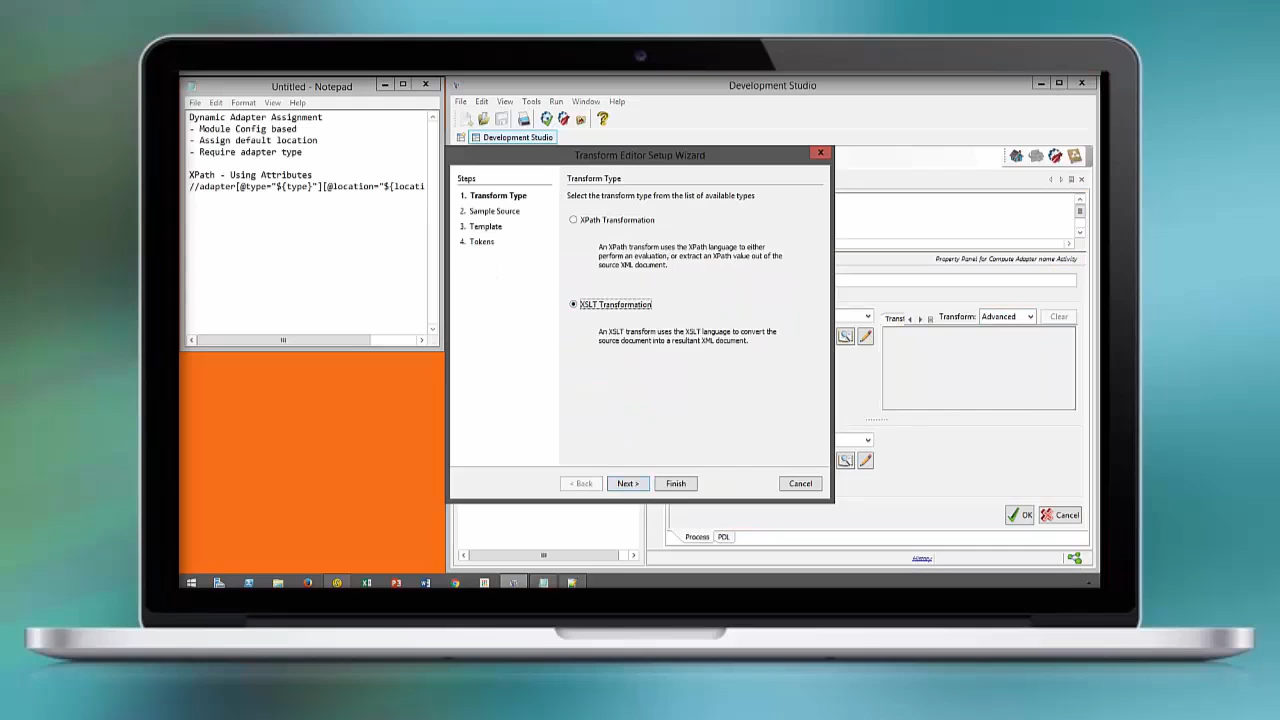 Untitled - Notepad
File Edit Format View Help
Dynamic Adapter Assignment
- Module Config based
- Assign default location
- Require adapter type
XPath - Using Attributes
//adapter[@type="${type}"][@location="${locati
Development Studio
File Edit View Tools Run Window Help
Development Studio
Transform Editor Setup Wizard
Steps
1. Transform Type
2. Sample Source
3. Template
4. Tokens
Transform Type
Select the transform type from the list of available types
XPath Transformation
An XPath transform uses the XPath language to either
perform an evaluation, or extract an XPath value out of the
source XML document.
XSLT Transformation
An XSLT transform uses the XSLT language to convert the
source document into a resultant XML document.
< Back Next > Finish Cancel
Property Panel for Compute Adapter name Activity
Transf Transform: Advanced Clear
OK Cancel
Process PDL
History